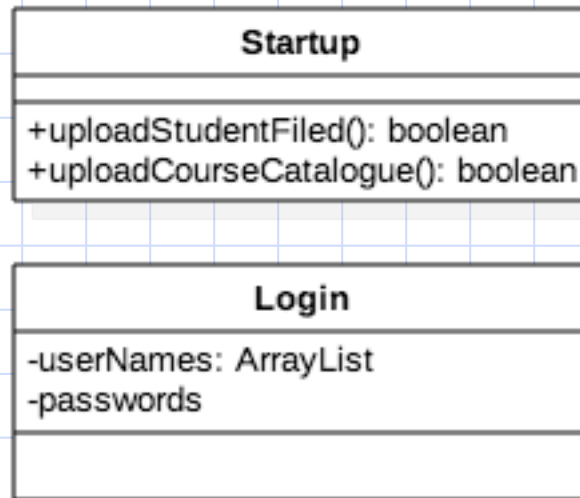 Startup
+uploadStudentFiled(): boolean
+uploadCourseCatalogue(): boolean
Login
-userNames: ArrayList
-passwords